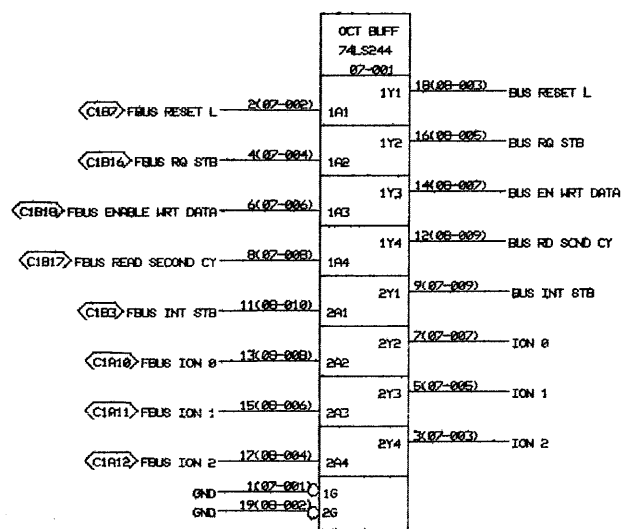 OCT BUFF
74LS244
07-001
1Y1 18(08-003) BUS RESET L
C1B7 FBUS RESET L 2(07-002) 1A1
1Y2 16(08-005) BUS RQ STB
C1B16 FBUS RQ STB 4(07-004) 1A2
1Y3 14(08-007) BUS EN WRT DATA
C1B18 FBUS ENABLE WRT DATA 6(07-006) 1A3
1Y4 12(08-009) BUS RD SCND CY
C1B17 FBUS READ SECOND CY 8(07-008) 1A4
2Y1 9(07-009) BUS INT STB
C1B3 FBUS INT STB 11(08-010) 2A1
2Y2 7(07-007) ION 0
C1A10 FBUS ION 0 13(08-008) 2A2
2Y3 5(07-005) ION 1
C1A11 FBUS ION 1 15(08-006) 2A3
2Y4 3(07-003) ION 2
C1A12 FBUS ION 2 17(08-004) 2A4
GND 1(07-001) 1G
GND 19(08-002) 2G